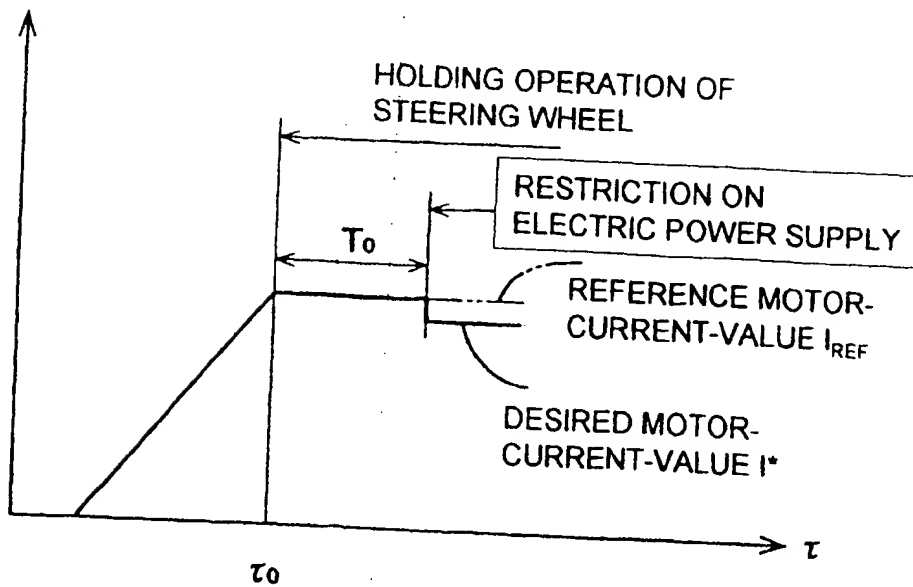 HOLDING OPERATION OF
STEERING WHEEL
RESTRICTION ON
ELECTRIC POWER SUPPLY
T₀
REFERENCE MOTOR-
CURRENT-VALUE I_REF
DESIRED MOTOR-
CURRENT-VALUE I*
τ
τ₀